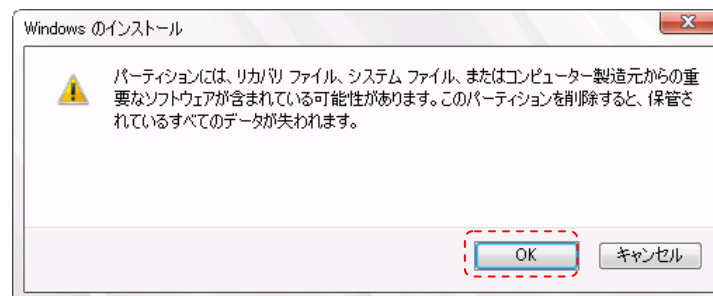 Windows のインストール
パーティションには、リカバリ ファイル、システム ファイル、またはコンピューター製造元からの重
要なソフトウェアが含まれている可能性があります。このパーティションを削除すると、保管さ
れているすべてのデータが失われます。
OK
キャンセル